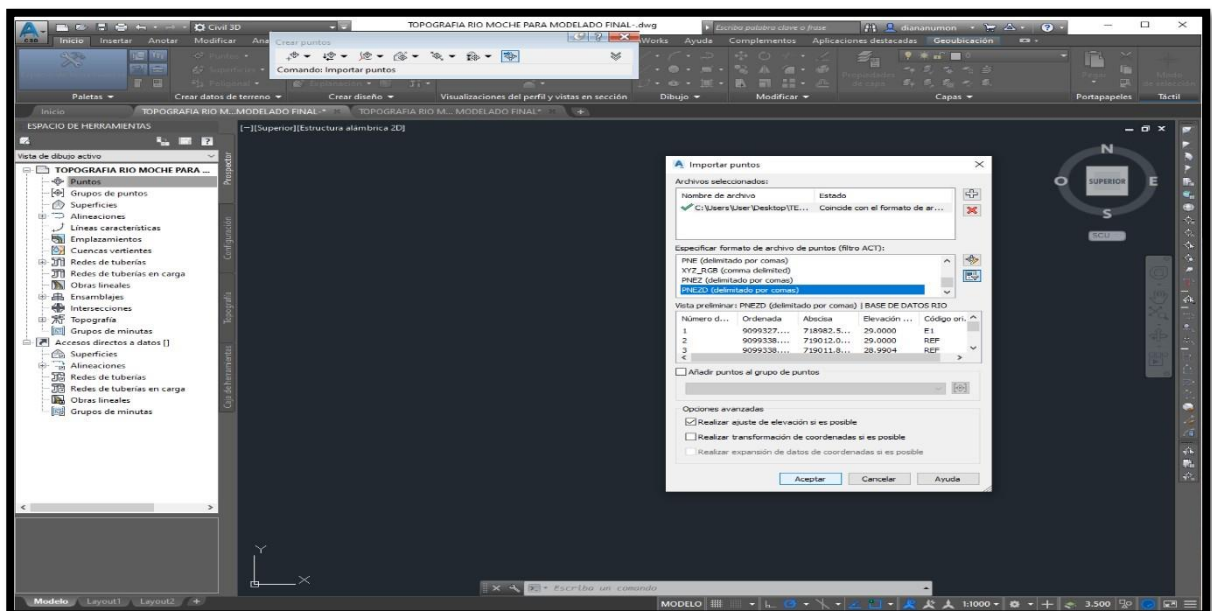 Civil 3D
TOPOGRAFIA RIO MOCHE PARA MODELADO FINAL-.dwg
Escriba palabra clave o frase
diananumon
Inicio Insertar Anotar Modificar
Works Ayuda Complementos Aplicaciones destacadas Geoubicación
Crear puntos
Comando: Importar puntos
Paletas
Crear datos de terreno
Crear diseño
Visualizaciones del perfil y vistas en sección
Dibujo
Modificar
Capas
Portapapeles
Táctil
Inicio
TOPOGRAFIA RIO M...MODELADO FINAL-*
TOPOGRAFIA RIO M... MODELADO FINAL*
ESPACIO DE HERRAMIENTAS
[-][Superior][Estructura alámbrica 2D]
Vista de dibujo activo
TOPOGRAFIA RIO MOCHE PARA ...
Puntos
Grupos de puntos
Superficies
Alineaciones
Líneas características
Emplazamientos
Cuencas vertientes
Redes de tuberías
Redes de tuberías en carga
Obras lineales
Ensamblajes
Intersecciones
Topografía
Grupos de minutas
Accesos directos a datos []
Superficies
Alineaciones
Redes de tuberías
Redes de tuberías en carga
Obras lineales
Grupos de minutas
Prospector
Configuración
Topografía
Caja de herramientas
Importar puntos
Archivos seleccionados:
Nombre de archivo Estado
C:\Users\User\Desktop\TE... Coincide con el formato de ar...
Especificar formato de archivo de puntos (filtro ACT):
PNE (delimitado por comas)
XYZ_RGB (comma delimited)
PNEZ (delimitado por comas)
PNEZD (delimitado por comas)
Vista preliminar: PNEZD (delimitado por comas) | BASE DE DATOS RIO
Número d... Ordenada Abscisa Elevación ... Código ori...
1 9099327.... 718982.5... 29.0000 E1
2 9099338.... 719012.0... 29.0000 REF
3 9099338.... 719011.8... 28.9904 REF
Añadir puntos al grupo de puntos
Opciones avanzadas
Realizar ajuste de elevación si es posible
Realizar transformación de coordenadas si es posible
Realizar expansión de datos de coordenadas si es posible
Aceptar Cancelar Ayuda
N
O SUPERIOR E
S
SCU
Y
X
Escriba un comando
Modelo Layout1 Layout2 +
MODELO
1:1000
3.500